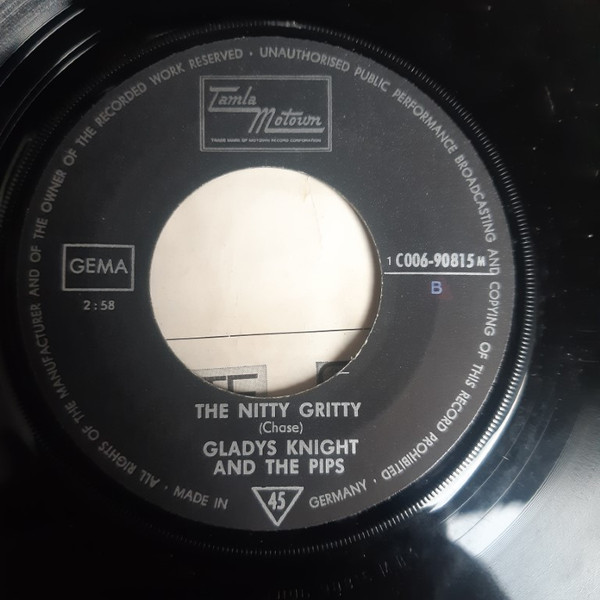 ALL RIGHTS OF THE MANUFACTURER AND OF THE OWNER OF THE RECORDED WORK RESERVED · UNAUTHORISED PUBLIC PERFORMANCE BROADCASTING AND COPYING OF THIS RECORD PROHIBITED
Tamla
Motown
TRADE MARK OF MOTOWN RECORD CORPORATION
GEMA
2:58
1 C006-90815 M
B
THE NITTY GRITTY
(Chase)
GLADYS KNIGHT
AND THE PIPS
· MADE IN 45 GERMANY ·